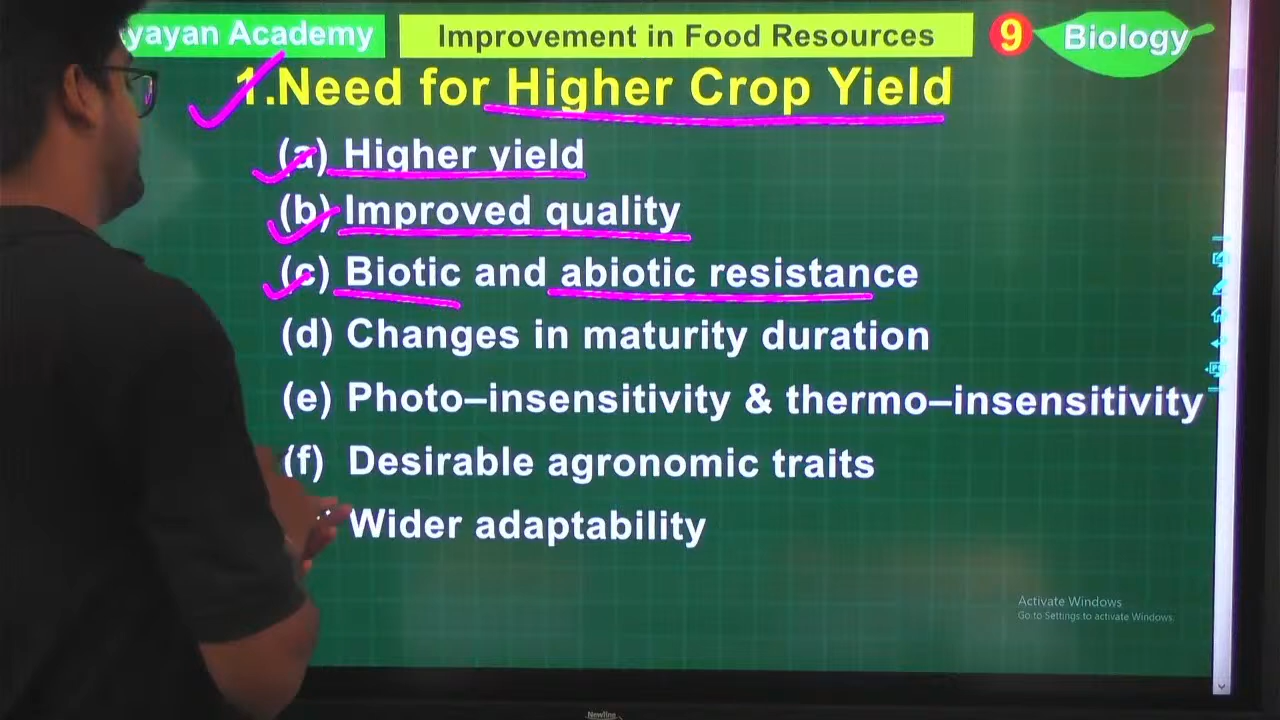 yayan Academy
Improvement in Food Resources
9
Biology
1.Need for Higher Crop Yield
(a) Higher yield
(b) Improved quality
(c) Biotic and abiotic resistance
(d) Changes in maturity duration
(e) Photo–insensitivity & thermo–insensitivity
(f) Desirable agronomic traits
Wider adaptability
Activate Windows
Go to Settings to activate Windows.
Newline